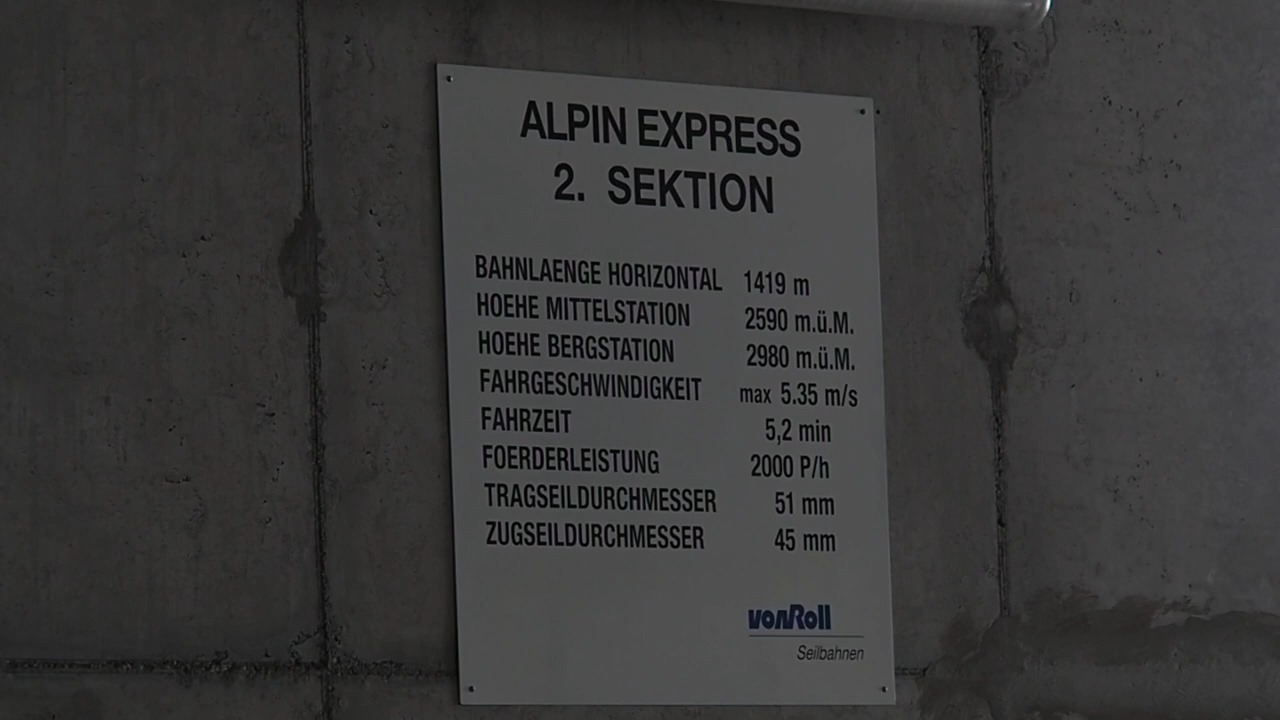 ALPIN EXPRESS
2. SEKTION
BAHNLAENGE HORIZONTAL 1419 m
HOEHE MITTELSTATION 2590 m.ü.M.
HOEHE BERGSTATION 2980 m.ü.M.
FAHRGESCHWINDIGKEIT max 5.35 m/s
FAHRZEIT 5,2 min
FOERDERLEISTUNG 2000 P/h
TRAGSEILDURCHMESSER 51 mm
ZUGSEILDURCHMESSER 45 mm
vonRoll
Seilbahnen